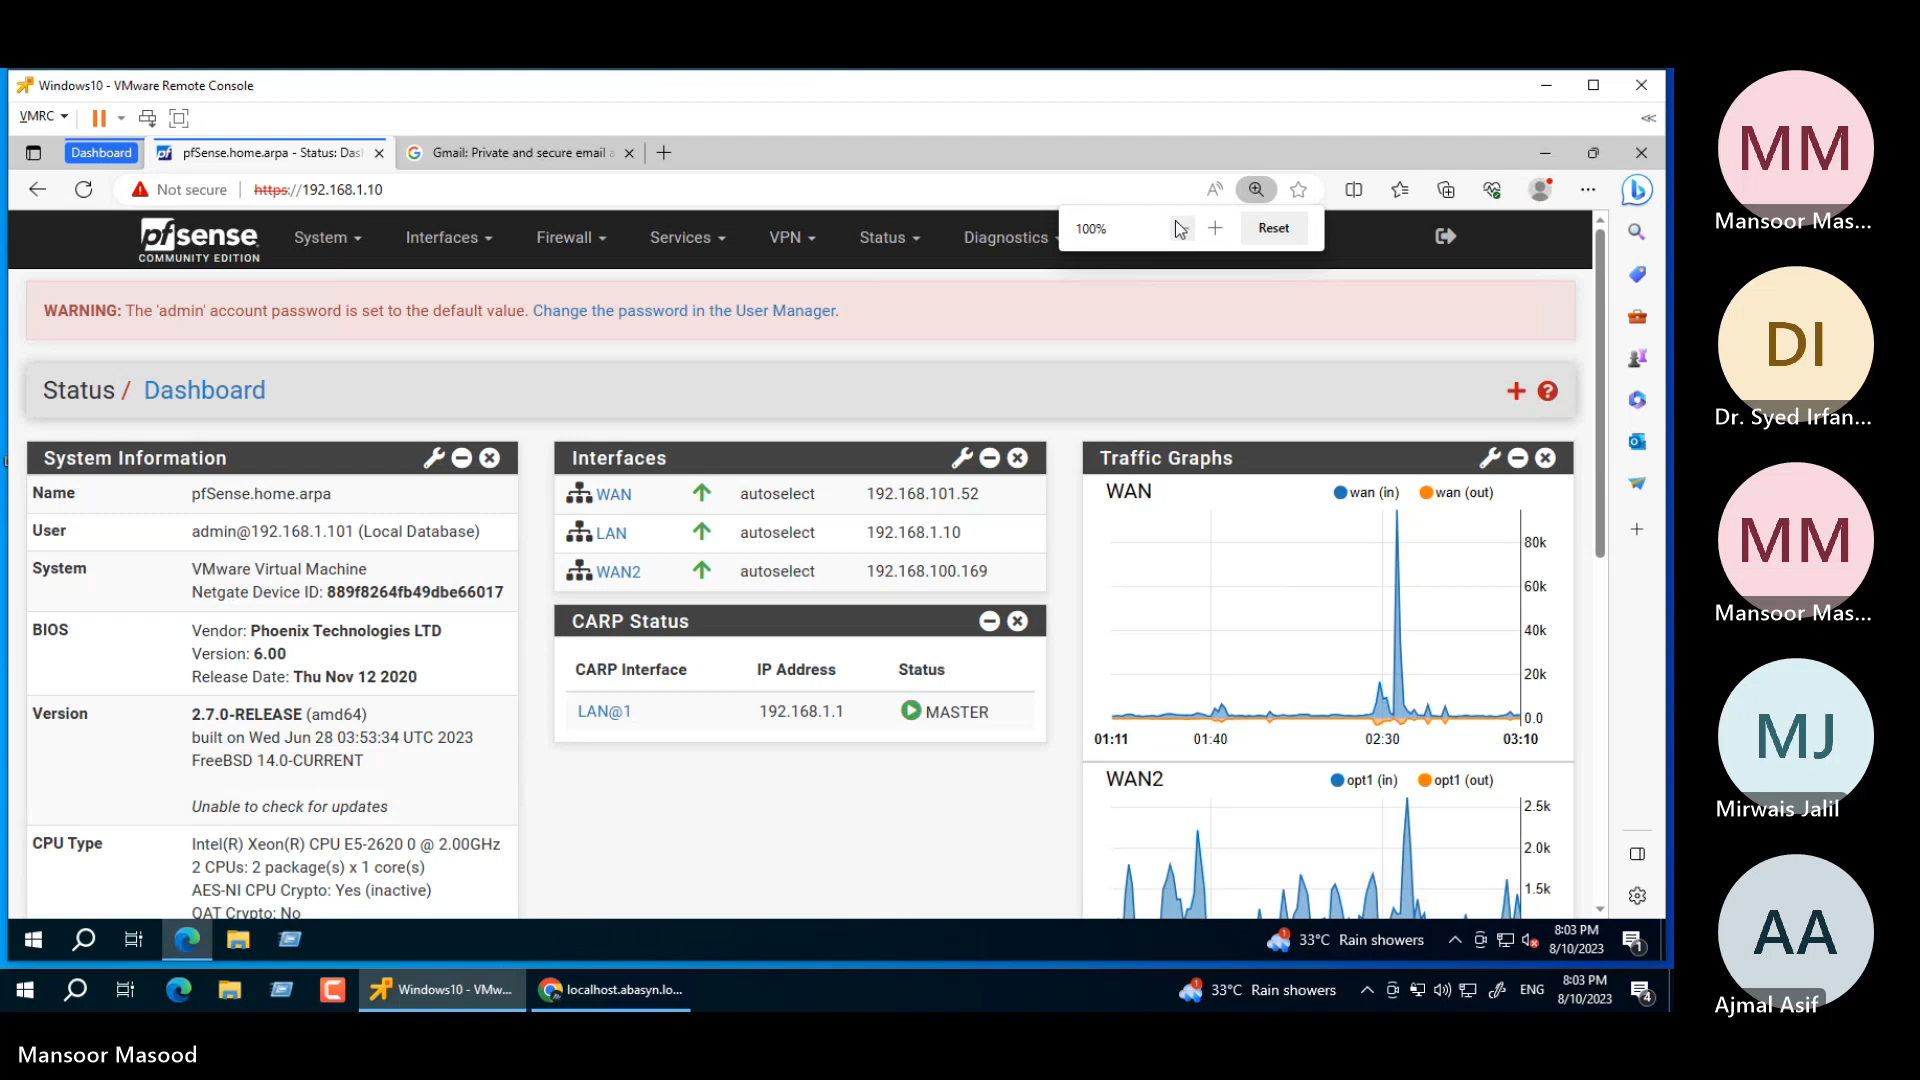 Windows10 - VMware Remote Console
VMRC
Dashboard
pfSense.home.arpa - Status: Das
Gmail: Private and secure email a
Not secure
https://192.168.1.10
100%
Reset
pfsense
COMMUNITY EDITION
System
Interfaces
Firewall
Services
VPN
Status
Diagnostics
WARNING: The 'admin' account password is set to the default value. Change the password in the User Manager.
Status / Dashboard
System Information
Name pfSense.home.arpa
User admin@192.168.1.101 (Local Database)
System VMware Virtual Machine
Netgate Device ID: 889f8264fb49dbe66017
BIOS Vendor: Phoenix Technologies LTD
Version: 6.00
Release Date: Thu Nov 12 2020
Version 2.7.0-RELEASE (amd64)
built on Wed Jun 28 03:53:34 UTC 2023
FreeBSD 14.0-CURRENT
Unable to check for updates
CPU Type Intel(R) Xeon(R) CPU E5-2620 0 @ 2.00GHz
2 CPUs: 2 package(s) x 1 core(s)
AES-NI CPU Crypto: Yes (inactive)
QAT Crypto: No
Interfaces
WAN autoselect 192.168.101.52
LAN autoselect 192.168.1.10
WAN2 autoselect 192.168.100.169
CARP Status
CARP Interface IP Address Status
LAN@1 192.168.1.1 MASTER
Traffic Graphs
WAN wan (in) wan (out)
80k
60k
40k
20k
0.0
01:11 01:40 02:30 03:10
WAN2 opt1 (in) opt1 (out)
2.5k
2.0k
1.5k
33°C Rain showers
8:03 PM
8/10/2023
1
Windows10 - VMw...
localhost.abasyn.lo...
33°C Rain showers
ENG
8:03 PM
8/10/2023
4
Mansoor Masood
MM
Mansoor Mas...
DI
Dr. Syed Irfan...
MM
Mansoor Mas...
MJ
Mirwais Jalil
AA
Ajmal Asif